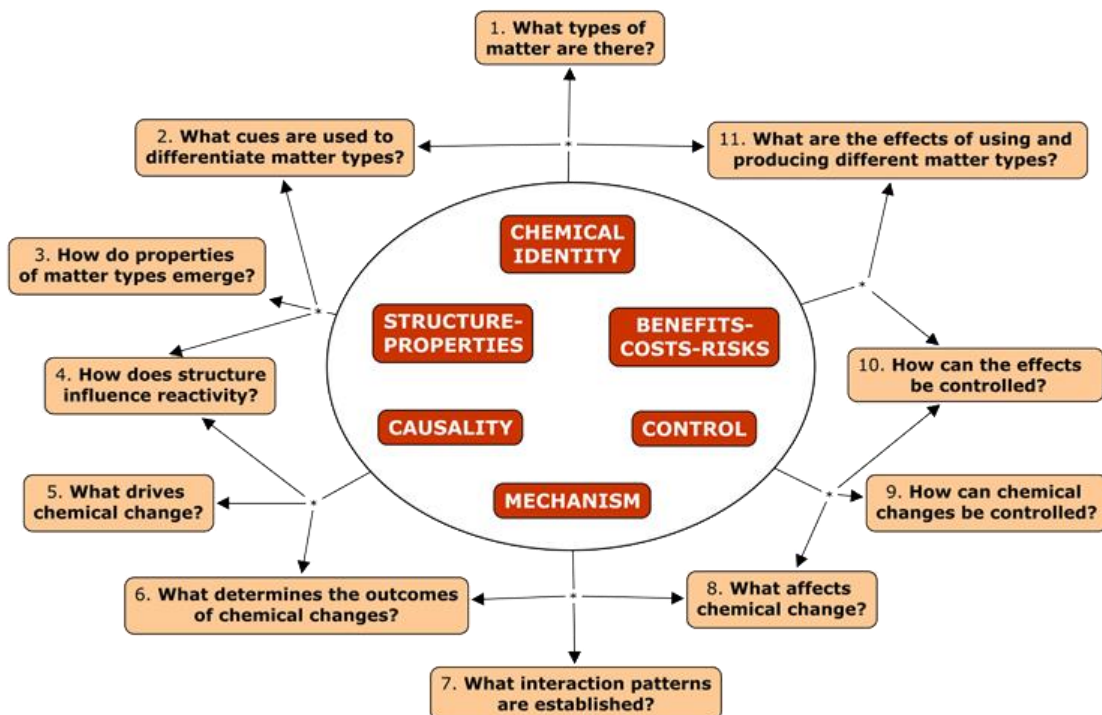 1. What types of
matter are there?
2. What cues are used to
differentiate matter types?
11. What are the effects of using and
producing different matter types?
3. How do properties
of matter types emerge?
CHEMICAL
IDENTITY
STRUCTURE-
PROPERTIES
BENEFITS-
COSTS-RISKS
4. How does structure
influence reactivity?
10. How can the effects
be controlled?
CAUSALITY
CONTROL
MECHANISM
5. What drives
chemical change?
9. How can chemical
changes be controlled?
6. What determines the outcomes
of chemical changes?
8. What affects
chemical change?
7. What interaction patterns
are established?